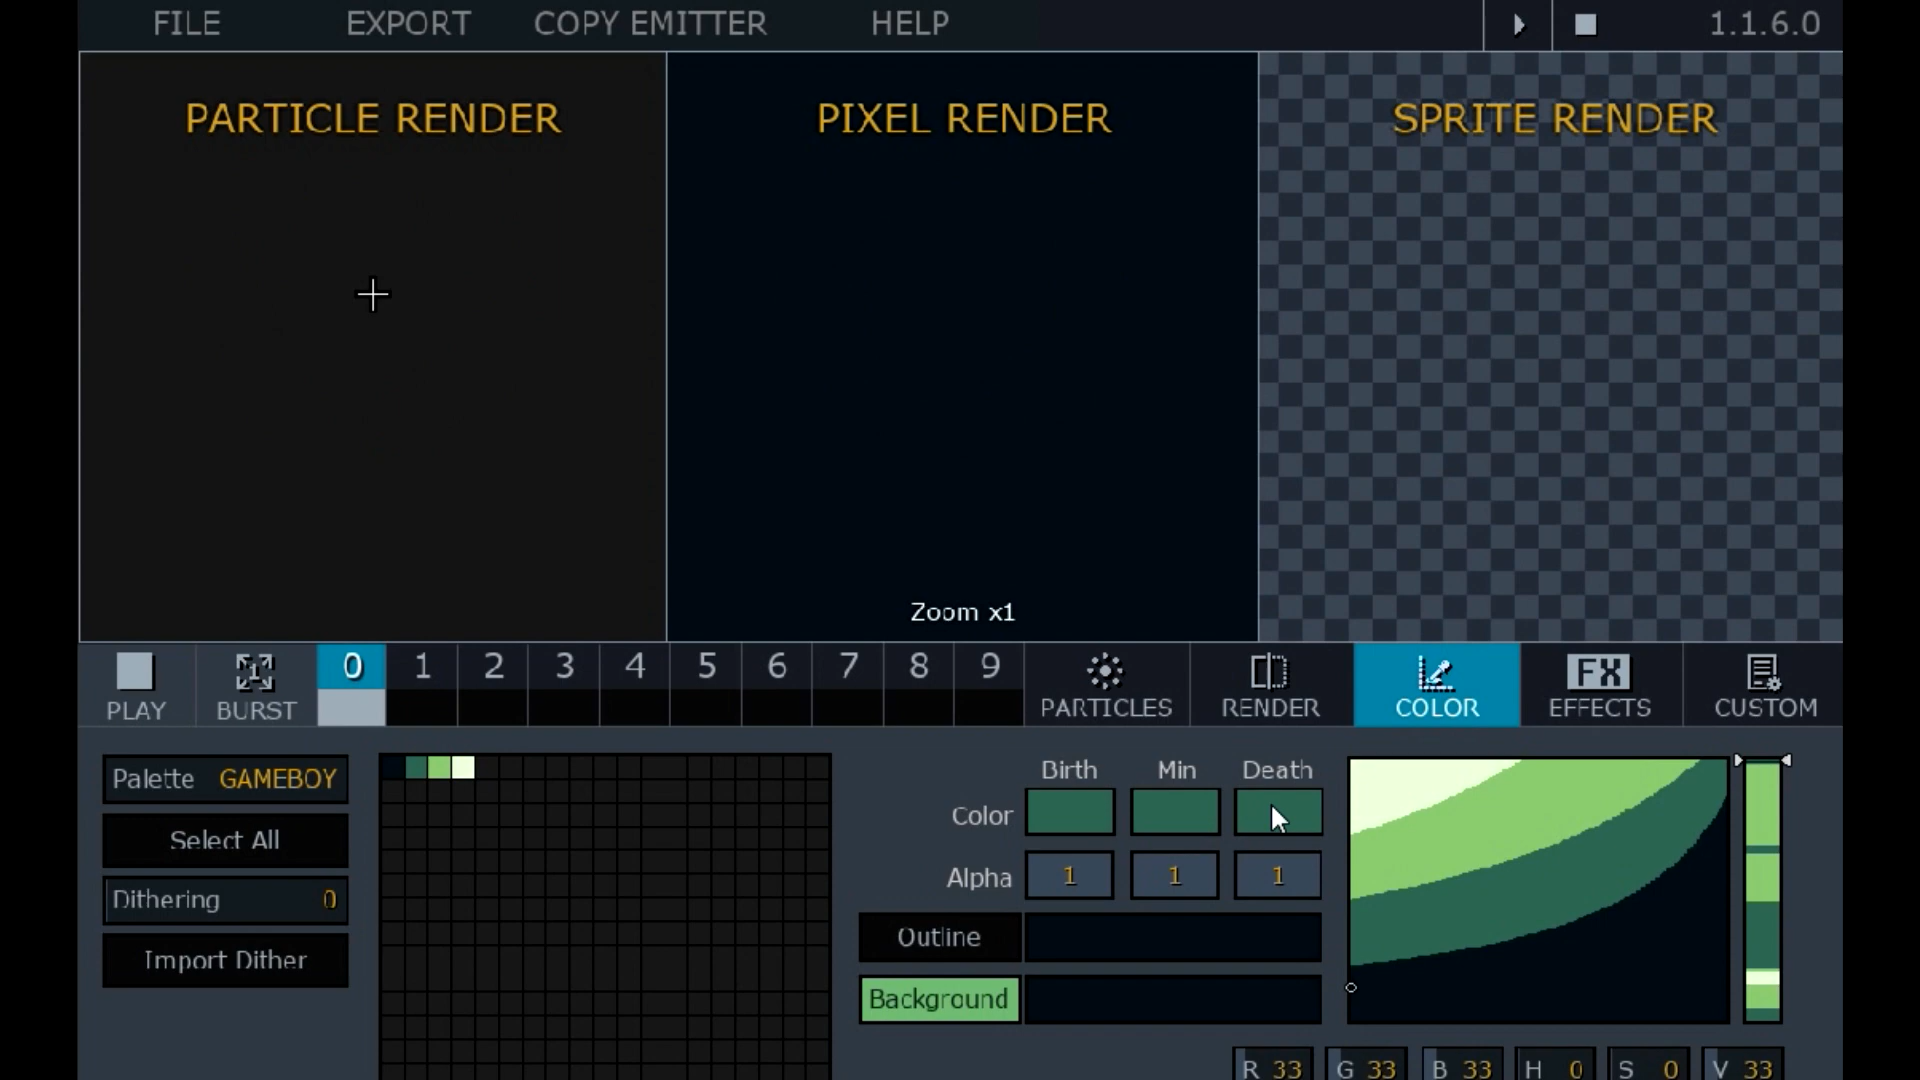 FILE EXPORT COPY EMITTER HELP 1.1.6.0
PARTICLE RENDER PIXEL RENDER SPRITE RENDER
Zoom x1
PLAY 1 BURST 0 1 2 3 4 5 6 7 8 9 PARTICLES RENDER COLOR FX EFFECTS CUSTOM
Palette GAMEBOY
Select All
Dithering 0
Import Dither
Birth Min Death
Color
Alpha 1 1 1
Outline
Background
R 33 G 33 B 33 H 0 S 0 V 33